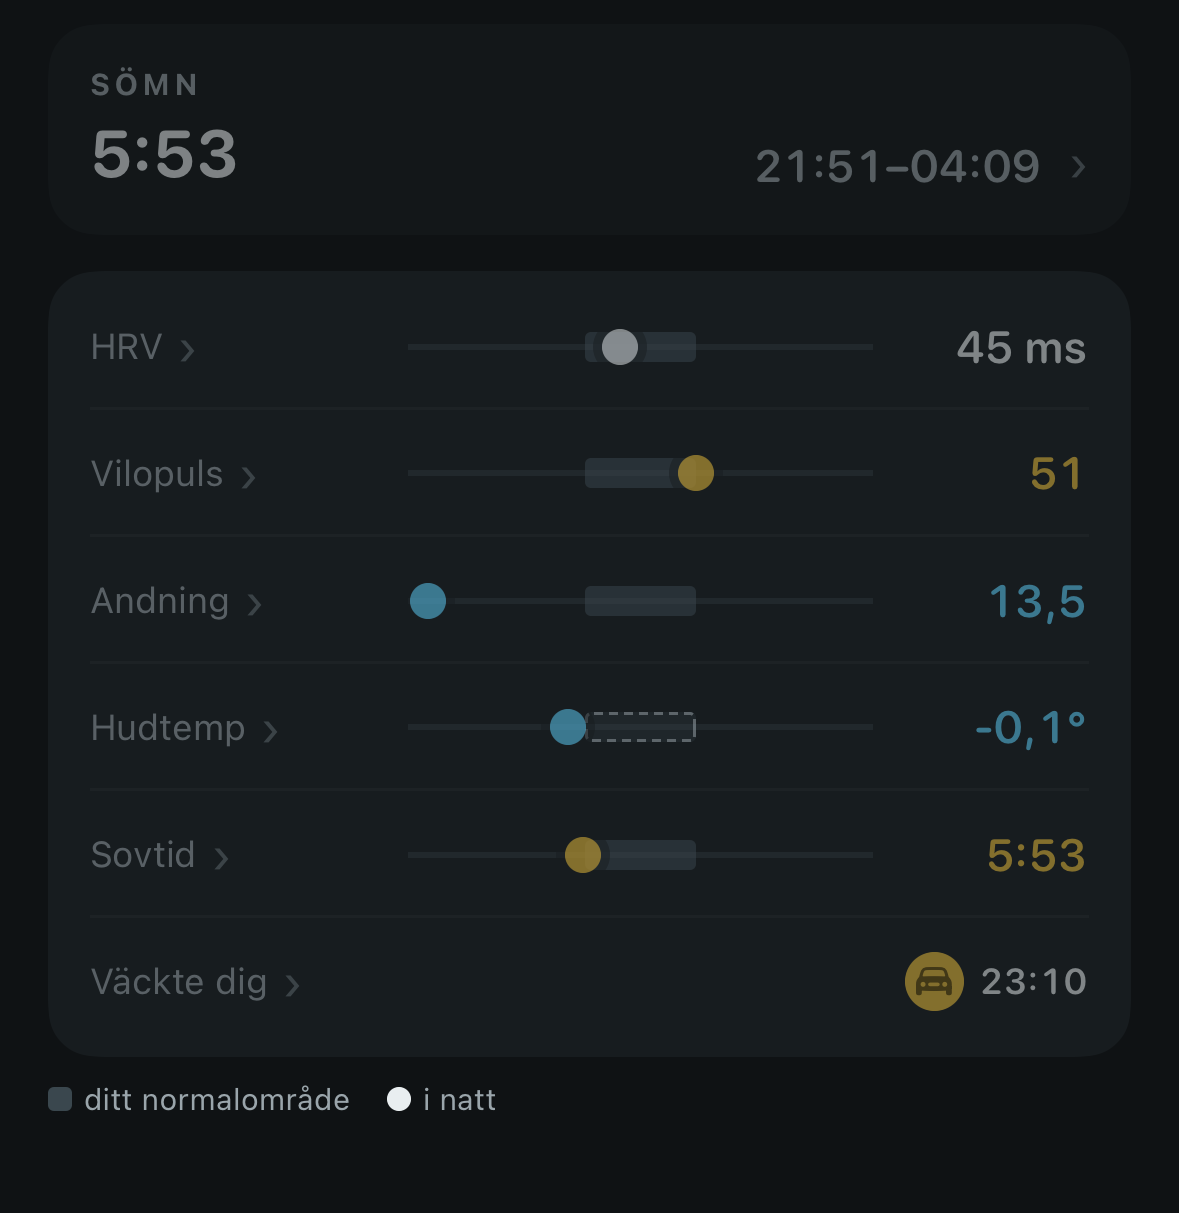 SÖMN
5:53
21:51–04:09
HRV
45 ms
Vilopuls
51
Andning
13,5
Hudtemp
-0,1°
Sovtid
5:53
Väckte dig
23:10
ditt normalområde
i natt